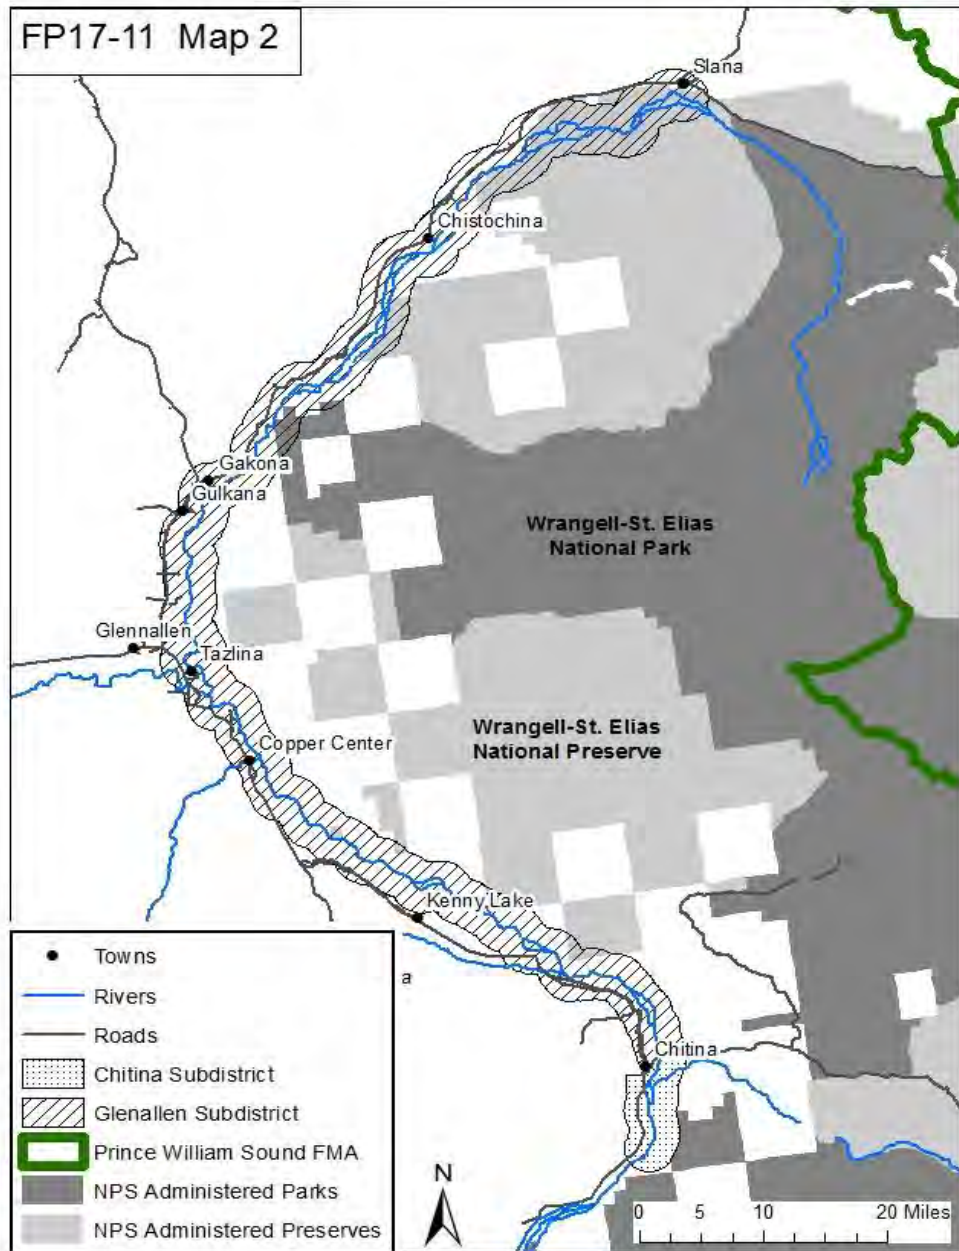 FP17-11 Map 2
Slana
Chistochina
Gakona
Gulkana
Wrangell-St. Elias
National Park
Glennallen
Tazlina
Wrangell-St. Elias
National Preserve
Copper Center
Kenny Lake
a
Chitina
Towns
Rivers
Roads
Chitina Subdistrict
Glenallen Subdistrict
Prince William Sound FMA
NPS Administered Parks
NPS Administered Preserves
N
0 5 10 20 Miles